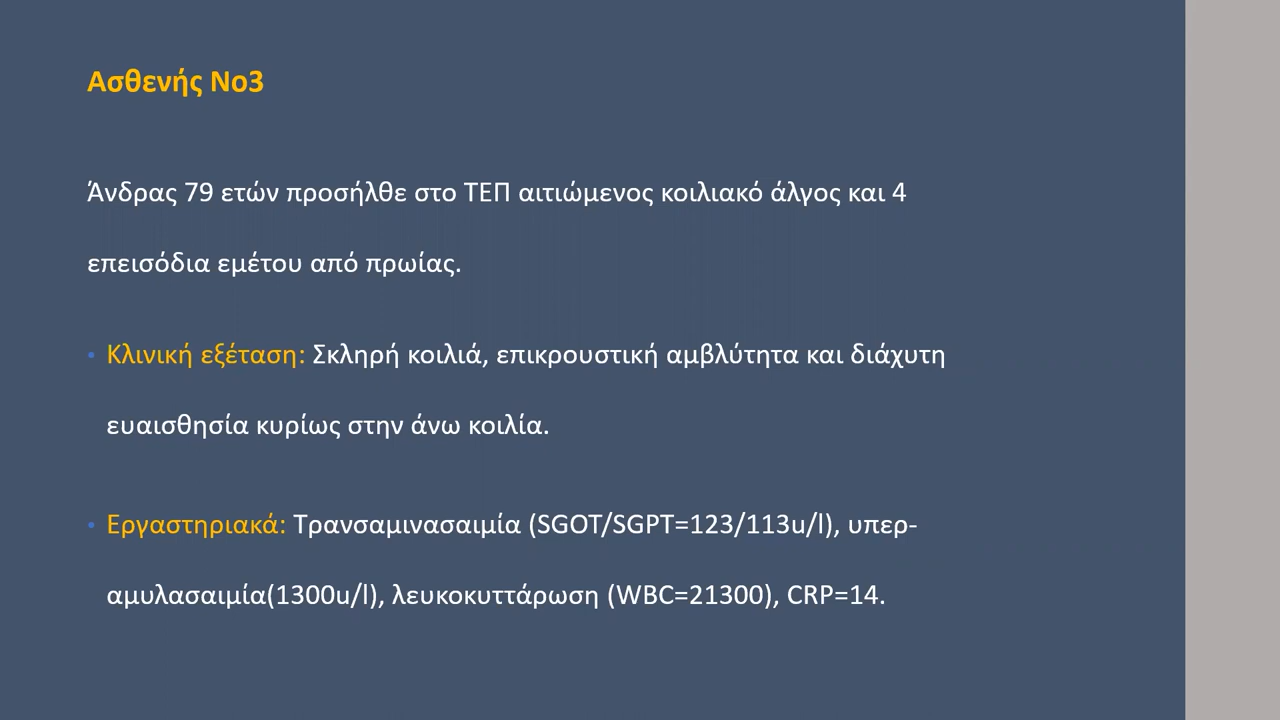 Ασθενής Νο3
Άνδρας 79 ετών προσήλθε στο ΤΕΠ αιτιώμενος κοιλιακό άλγος και 4
επεισόδια εμέτου από πρωίας.
• Κλινική εξέταση: Σκληρή κοιλιά, επικρουστική αμβλύτητα και διάχυτη
ευαισθησία κυρίως στην άνω κοιλία.
• Εργαστηριακά: Τρανσαμινασαιμία (SGOT/SGPT=123/113u/l), υπερ-
αμυλασαιμία(1300u/l), λευκοκυττάρωση (WBC=21300), CRP=14.